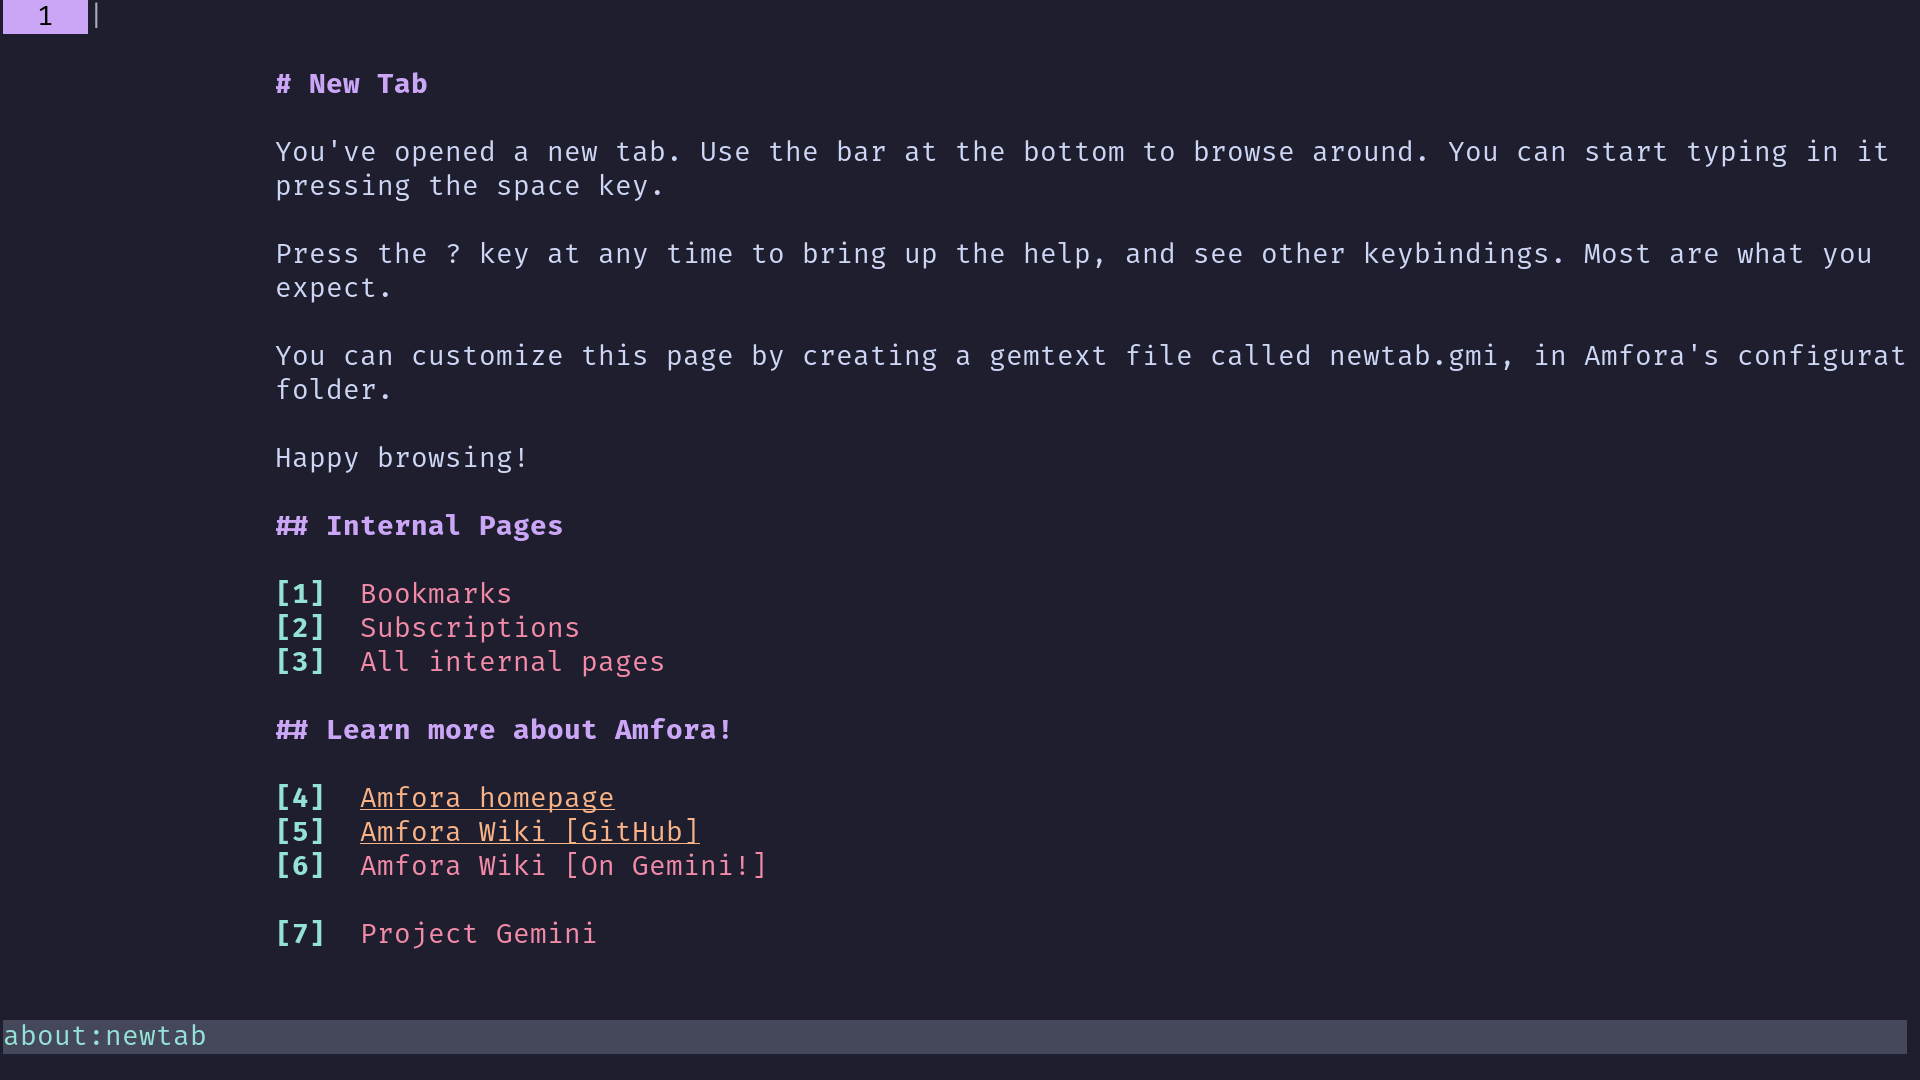 1 |
# New Tab
You've opened a new tab. Use the bar at the bottom to browse around. You can start typing in it
pressing the space key.
Press the ? key at any time to bring up the help, and see other keybindings. Most are what you
expect.
You can customize this page by creating a gemtext file called newtab.gmi, in Amfora's configurat
folder.
Happy browsing!
## Internal Pages
[1] Bookmarks
[2] Subscriptions
[3] All internal pages
## Learn more about Amfora!
[4] Amfora homepage
[5] Amfora Wiki [GitHub]
[6] Amfora Wiki [On Gemini!]
[7] Project Gemini
about:newtab